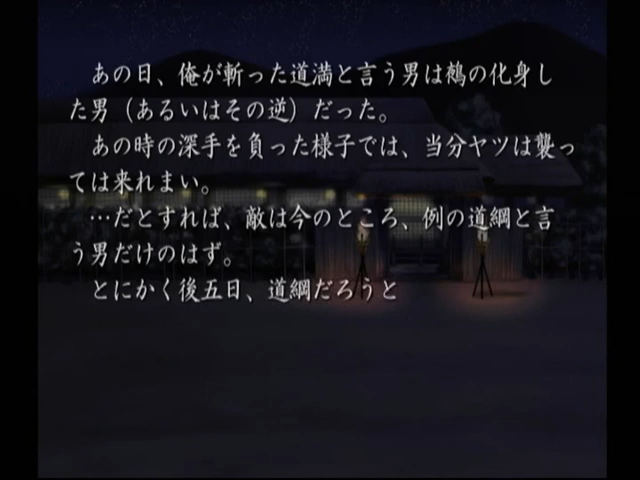 あの日、俺が斬った道満と言う男は鵺の化身し
た男（あるいはその逆）だった。
あの時の深手を負った様子では、当分ヤツは襲っ
ては来れまい。
…だとすれば、敵は今のところ、例の道綱と言
う男だけのはず。
とにかく後五日、道綱だろうと